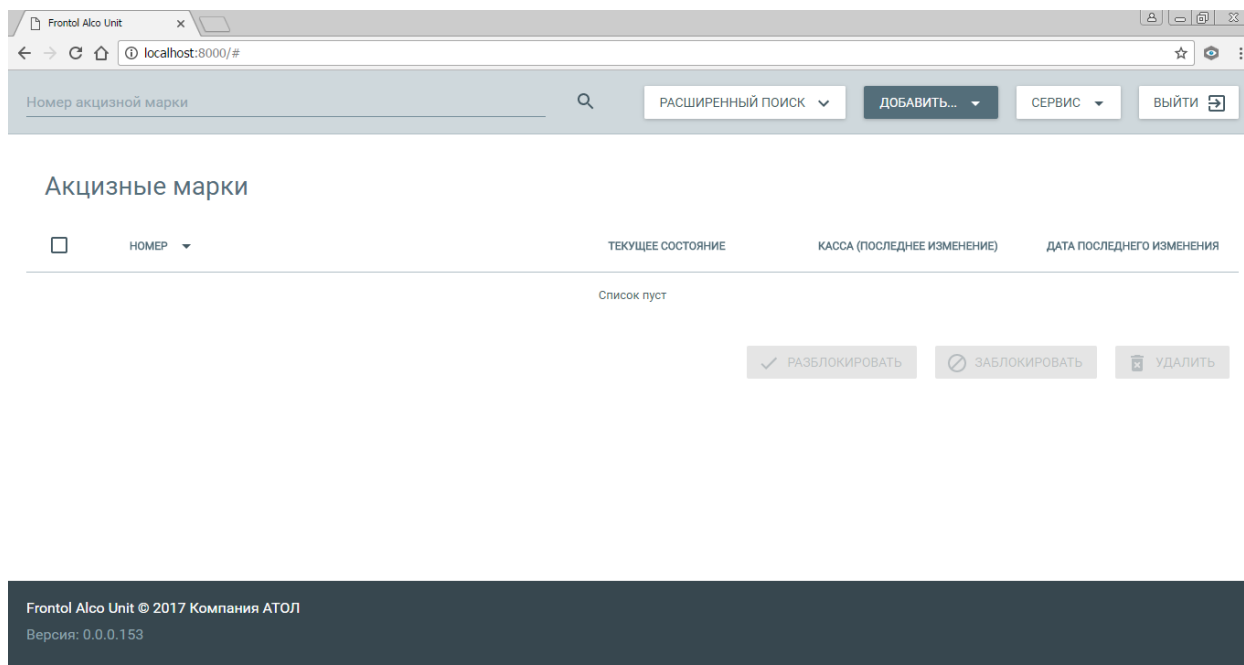 Frontol Alco Unit
localhost:8000/#
Номер акцизной марки
РАСШИРЕННЫЙ ПОИСК
ДОБАВИТЬ...
СЕРВИС
ВЫЙТИ
Акцизные марки
НОМЕР
ТЕКУЩЕЕ СОСТОЯНИЕ
КАССА (ПОСЛЕДНЕЕ ИЗМЕНЕНИЕ)
ДАТА ПОСЛЕДНЕГО ИЗМЕНЕНИЯ
Список пуст
РАЗБЛОКИРОВАТЬ
ЗАБЛОКИРОВАТЬ
УДАЛИТЬ
Frontol Alco Unit © 2017 Компания АТОЛ
Версия: 0.0.0.153